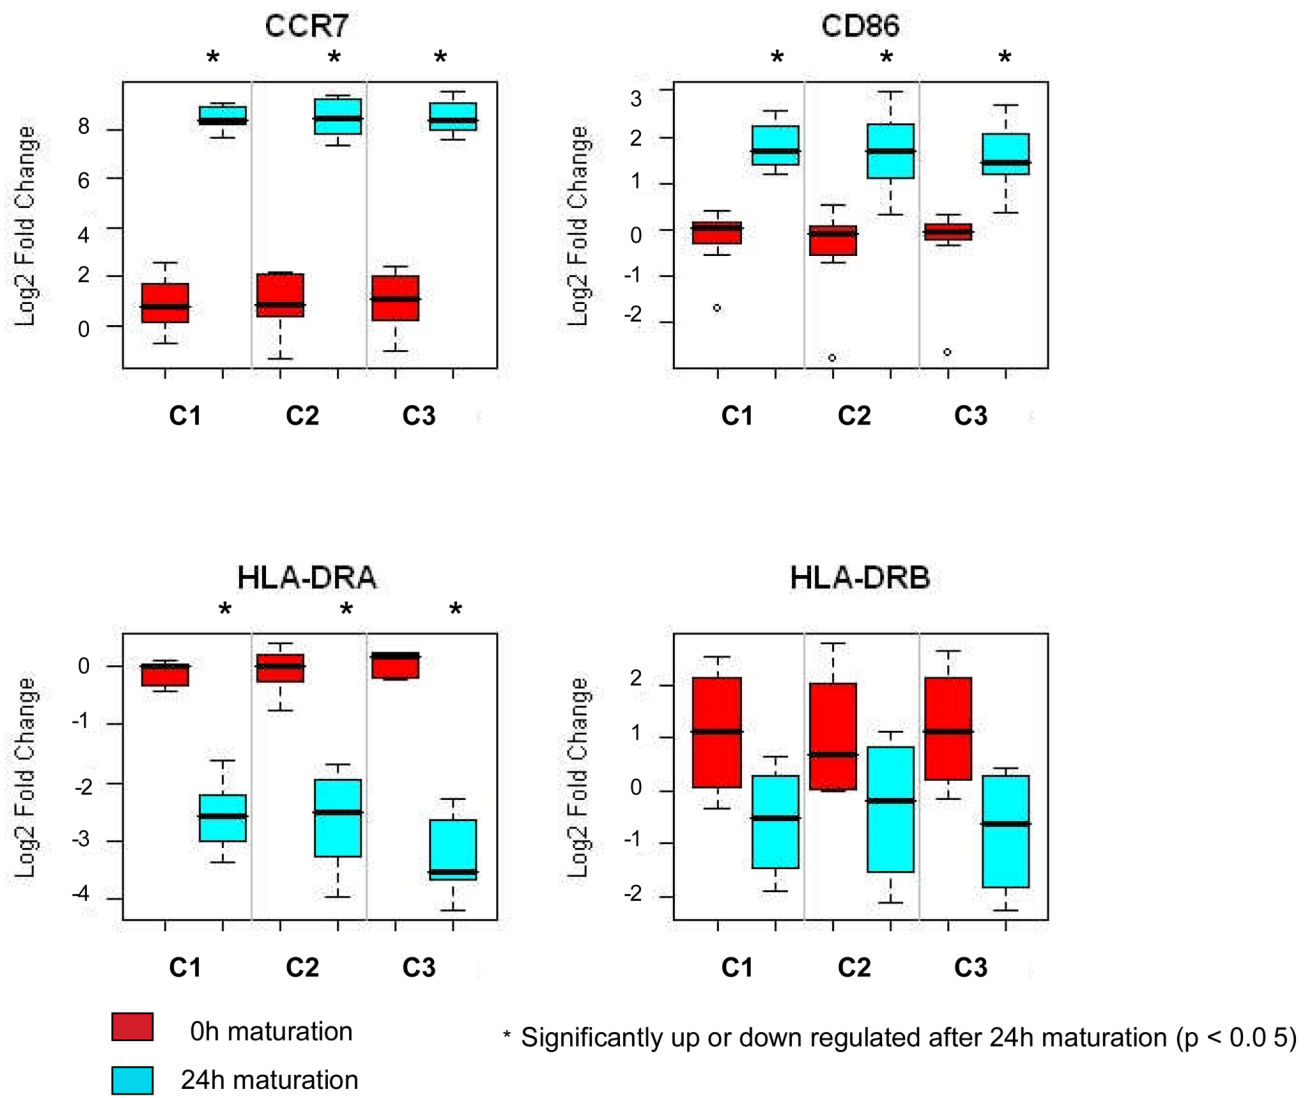 CCR7
* * *
Log2 Fold Change
8
6
4
2
0
C1 C2 C3
CD86
* * *
Log2 Fold Change
3
2
1
0
-1
-2
C1 C2 C3
HLA-DRA
* * *
Log2 Fold Change
0
-1
-2
-3
-4
C1 C2 C3
HLA-DRB
Log2 Fold Change
2
1
0
-1
-2
C1 C2 C3
0h maturation
24h maturation
* Significantly up or down regulated after 24h maturation (p < 0.0 5)